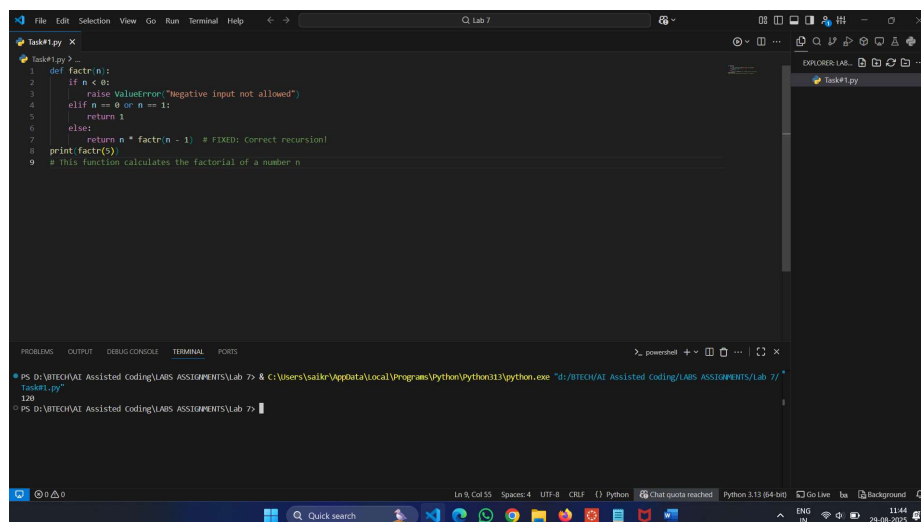 File Edit Selection View Go Run Terminal Help
Lab 7
Task#1.py
Task#1.py > ...
EXPLORER: LAB...
Task#1.py
1 def factr(n):
2 if n < 0:
3 raise ValueError("Negative input not allowed")
4 elif n == 0 or n == 1:
5 return 1
6 else:
7 return n * factr(n - 1) # FIXED: Correct recursion!
8 print(factr(5))
9 # This function calculates the factorial of a number n
PROBLEMS OUTPUT DEBUG CONSOLE TERMINAL PORTS
powershell
PS D:\BTECH\AI Assisted Coding\LABS ASSIGNMENTS\Lab 7> & C:\Users\saikr\AppData\Local\Programs\Python\Python313\python.exe "d:/BTECH/AI Assisted Coding/LABS ASSIGNMENTS/Lab 7/
Task#1.py"
120
PS D:\BTECH\AI Assisted Coding\LABS ASSIGNMENTS\Lab 7>
0 0 Ln 9, Col 55 Spaces: 4 UTF-8 CRLF {} Python Chat quota reached Python 3.13 (64-bit) Go Live ba Background
Quick search
ENG
IN
11:44
29-08-2025